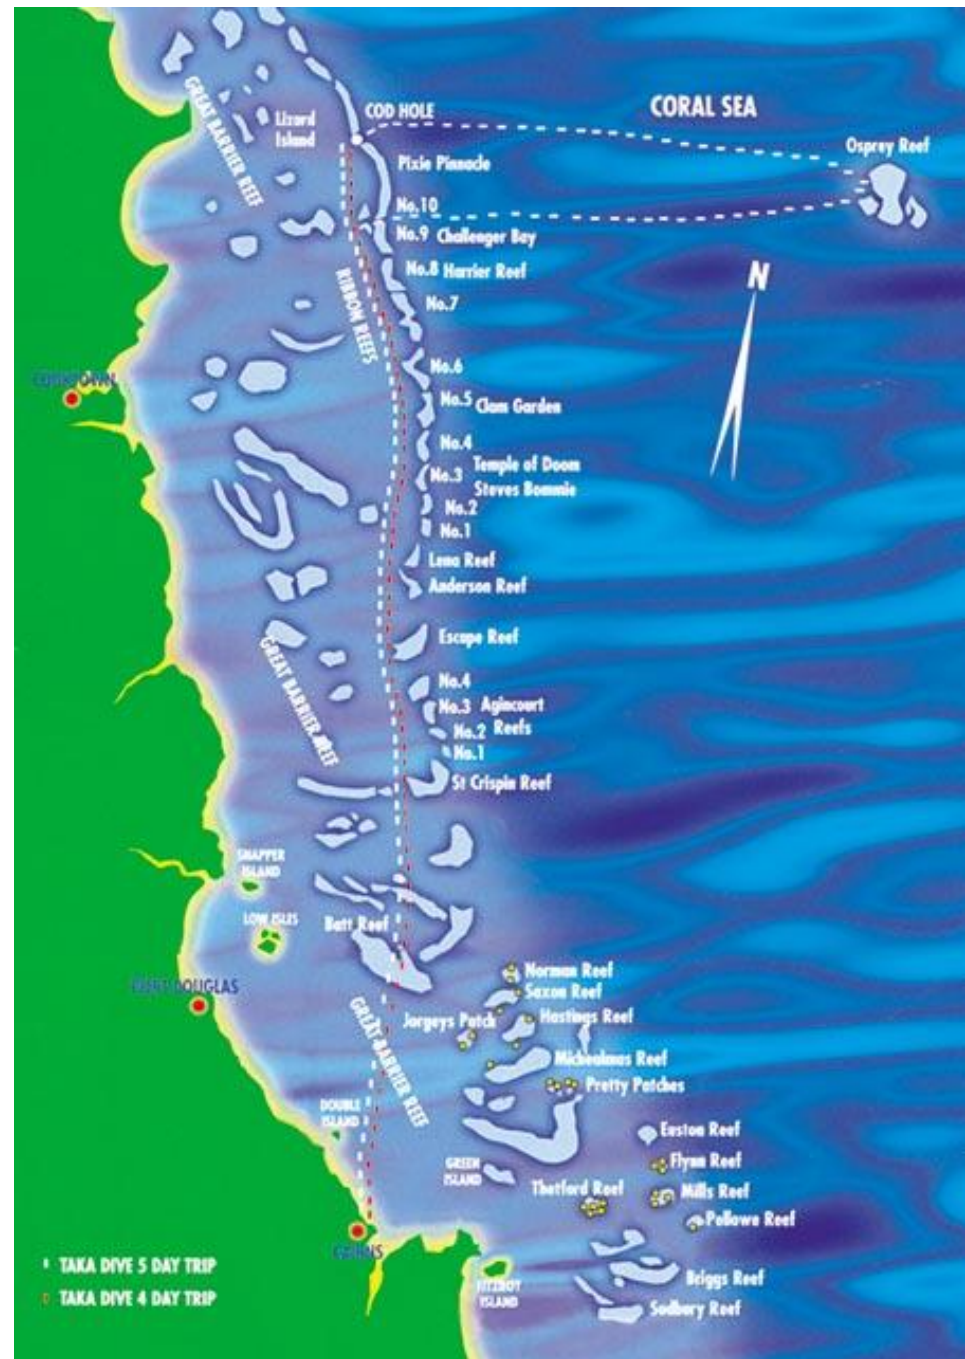 GREAT BARRIER REEF
Lizard
Island
COD HOLE
CORAL SEA
Osprey Reef
Pixie Pinnacle
No.10
No.9 Challenger Bay
No.8 Harrier Reef
N
RIBBOM REEFS
No.7
COOKTOWN
No.6
No.5 Clam Garden
No.4
No.3 Temple of Doom
Steves Bommie
No.2
No.1
Lena Reef
Anderson Reef
Escape Reef
GREAT BARRIER REEF
No.4
No.3 Agincourt
Reefs
No.2
No.1
St Crispin Reef
SNAPPER
ISLAND
LOW ISLES
Batt Reef
PORT DOUGLAS
Norman Reef
Saxon Reef
Jorgeys Patch
Hastings Reef
GREAT BARRIER REEF
Michealmas Reef
Pretty Patches
DOUBLE
ISLAND
Euston Reef
GREEN
ISLAND
Flynn Reef
Thetford Reef
Mills Reef
Pellowe Reef
CAIRNS
TAKA DIVE 5 DAY TRIP
FITZROY
ISLAND
Briggs Reef
TAKA DIVE 4 DAY TRIP
Sudbury Reef